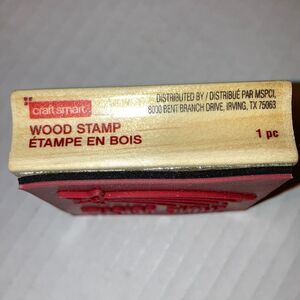 craft smart
DISTRIBUTED BY / DISTRIBUÉ PAR MSPCI,
8000 BENT BRANCH DRIVE, IRVING, TX 75063
WOOD STAMP
1 pc
ÉTAMPE EN BOIS